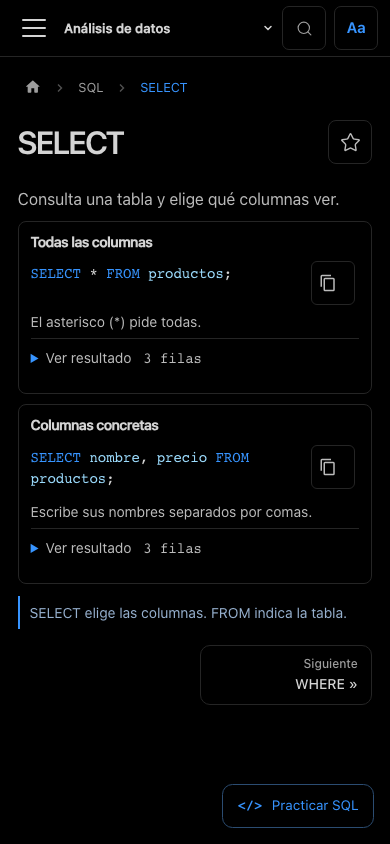 Análisis de datos
Aa
SQL
SELECT
SELECT
Consulta una tabla y elige qué columnas ver.
Todas las columnas
SELECT * FROM productos;
El asterisco (*) pide todas.
Ver resultado 3 filas
Columnas concretas
SELECT nombre, precio FROM
productos;
Escribe sus nombres separados por comas.
Ver resultado 3 filas
SELECT elige las columnas. FROM indica la tabla.
Siguiente
WHERE »
</> Practicar SQL